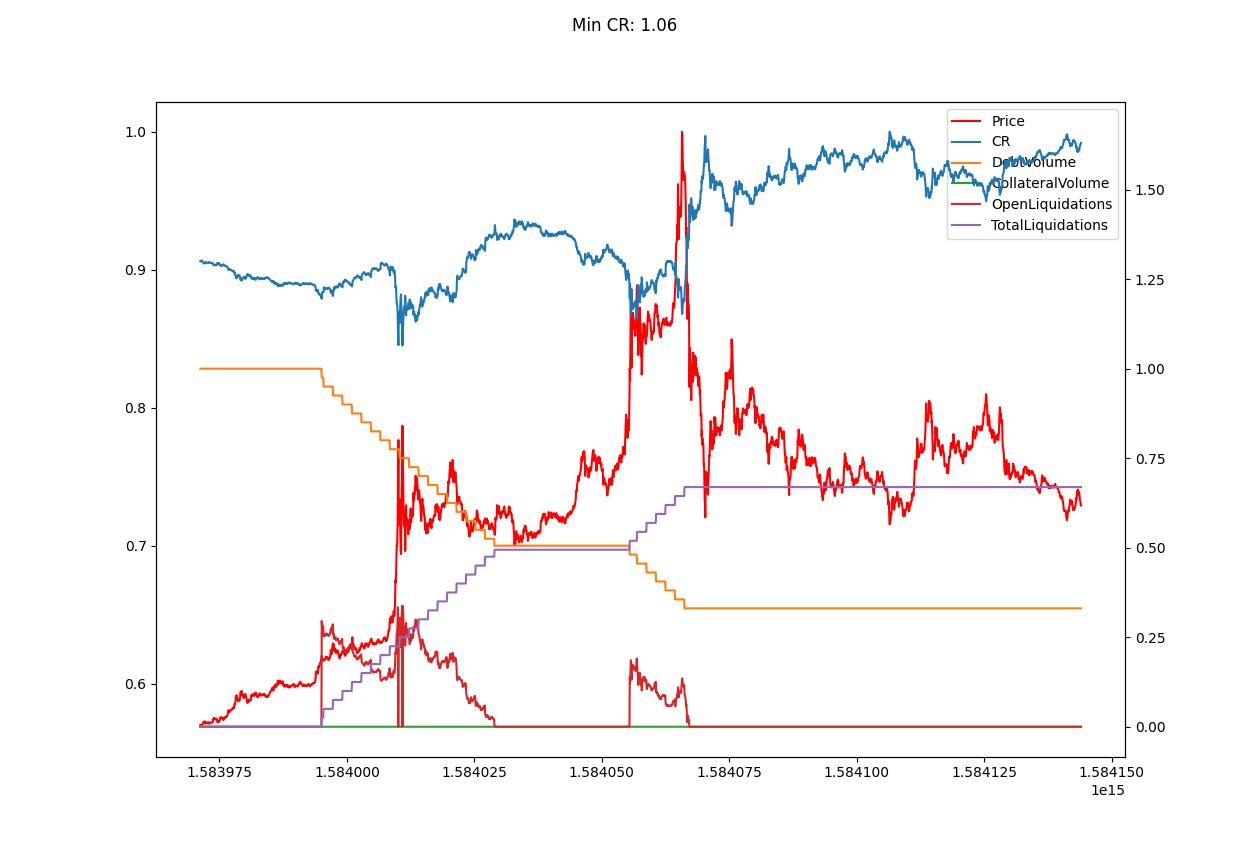 Min CR: 1.06
Price
CR
DebtVolume
CollateralVolume
OpenLiquidations
TotalLiquidations
1.0
0.9
0.8
0.7
0.6
1.50
1.25
1.00
0.75
0.50
0.25
0.00
1.583975
1.584000
1.584025
1.584050
1.584075
1.584100
1.584125
1.584150
1e15